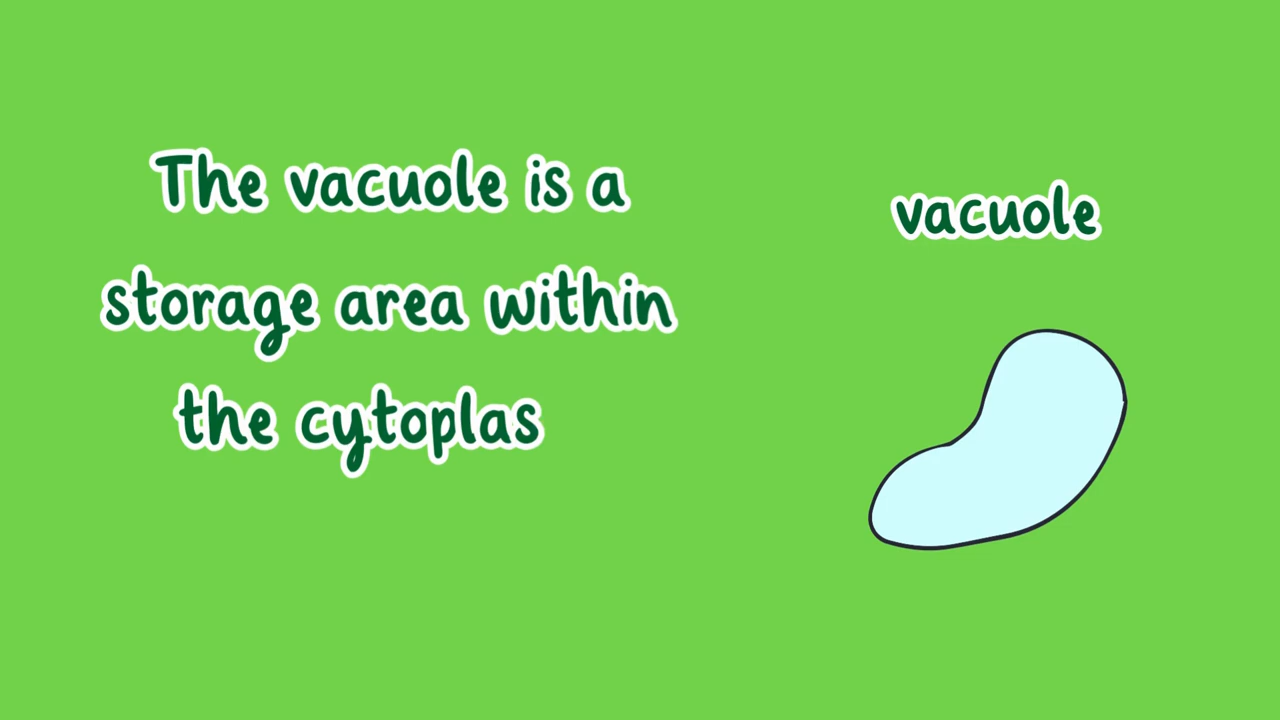 The vacuole is a
storage area within
the cytoplas
vacuole